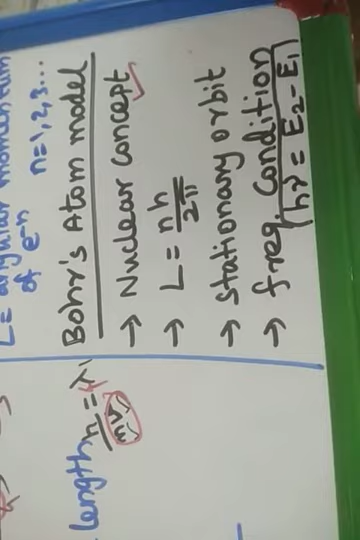 L = angular momentum
of e⁻n n=1,2,3...
Bohr's Atom model
→ Nuclear concept
→ L = nh/2π
→ stationary orbit
→ freq. Condition
hν = E₂ - E₁
length
h/mv = λ